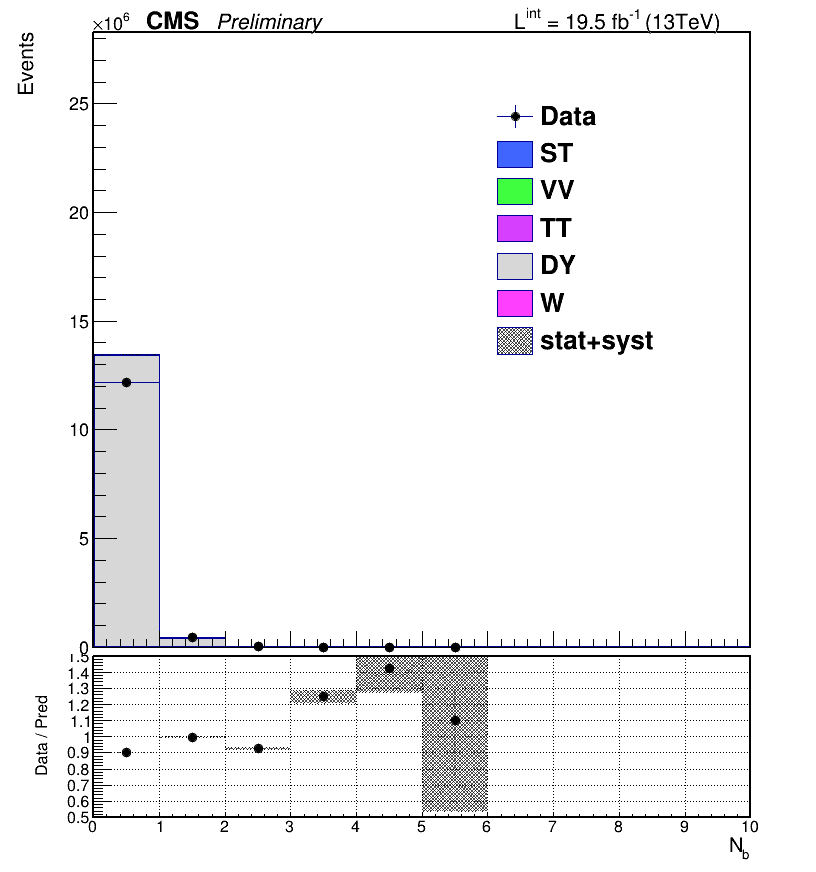 ×10⁶ CMS Preliminary Lⁱⁿᵗ = 19.5 fb⁻¹ (13TeV)
Events
25
20
15
10
5
0
Data
ST
VV
TT
DY
W
stat+syst
Data / Pred
1.5
1.4
1.3
1.2
1.1
1
0.9
0.8
0.7
0.6
0.5
0 1 2 3 4 5 6 7 8 9 10
N_b